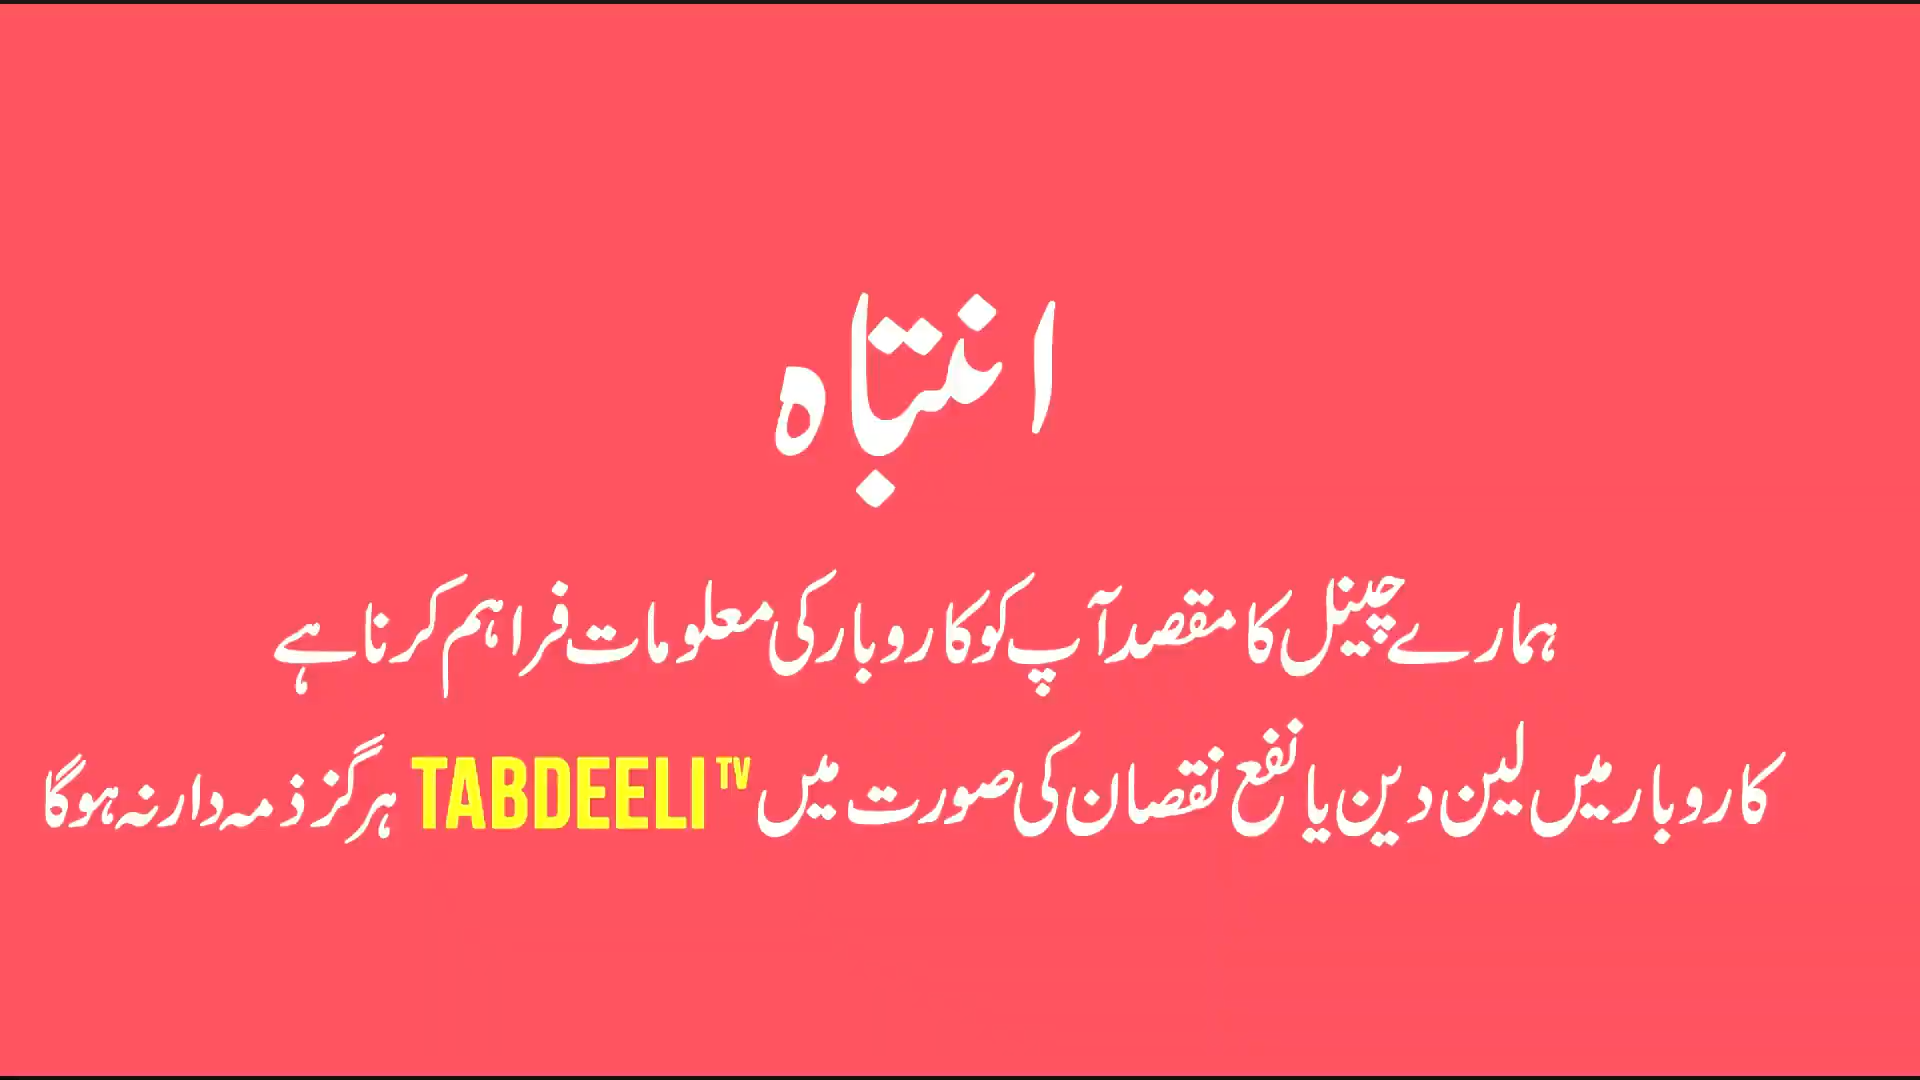 انتباہ
ہمارے چینل کا مقصد آپ کو کاروبار کی معلومات فراہم کرنا ہے
کاروبار میں لین دین یا نفع نقصان کی صورت میں TABDEELI TV ہرگز ذمہ دار نہ ہوگا